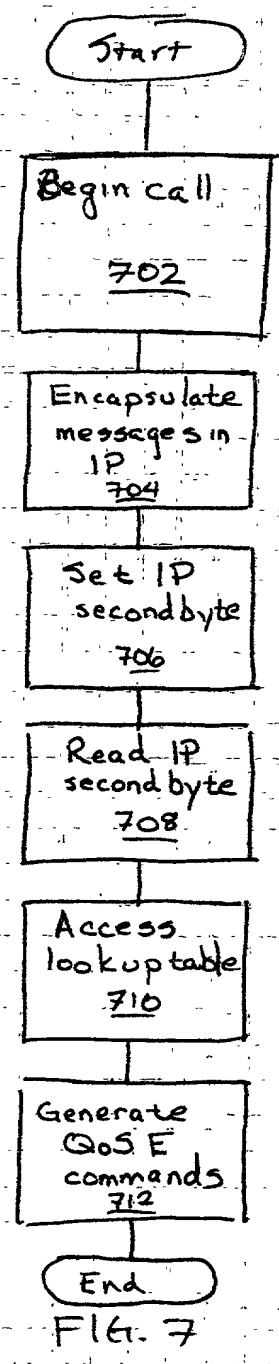 Start
Begin call
702
Encapsulate
messages in
IP
704
Set IP
second byte
706
Read IP
second byte
708
Access
lookup table
710
Generate
QoS E
commands
712
End
FIG. 7